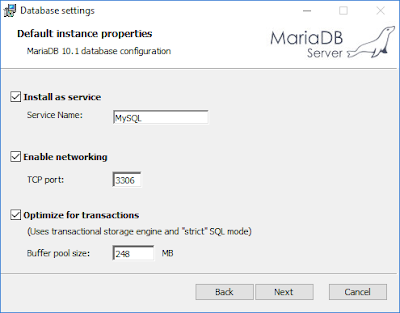 Database settings
Default instance properties
MariaDB 10.1 database configuration
MariaDB
Server
Install as service
Service Name: MySQL
Enable networking
TCP port: 3306
Optimize for transactions
(Uses transactional storage engine and "strict" SQL mode)
Buffer pool size: 248 MB
Back Next Cancel